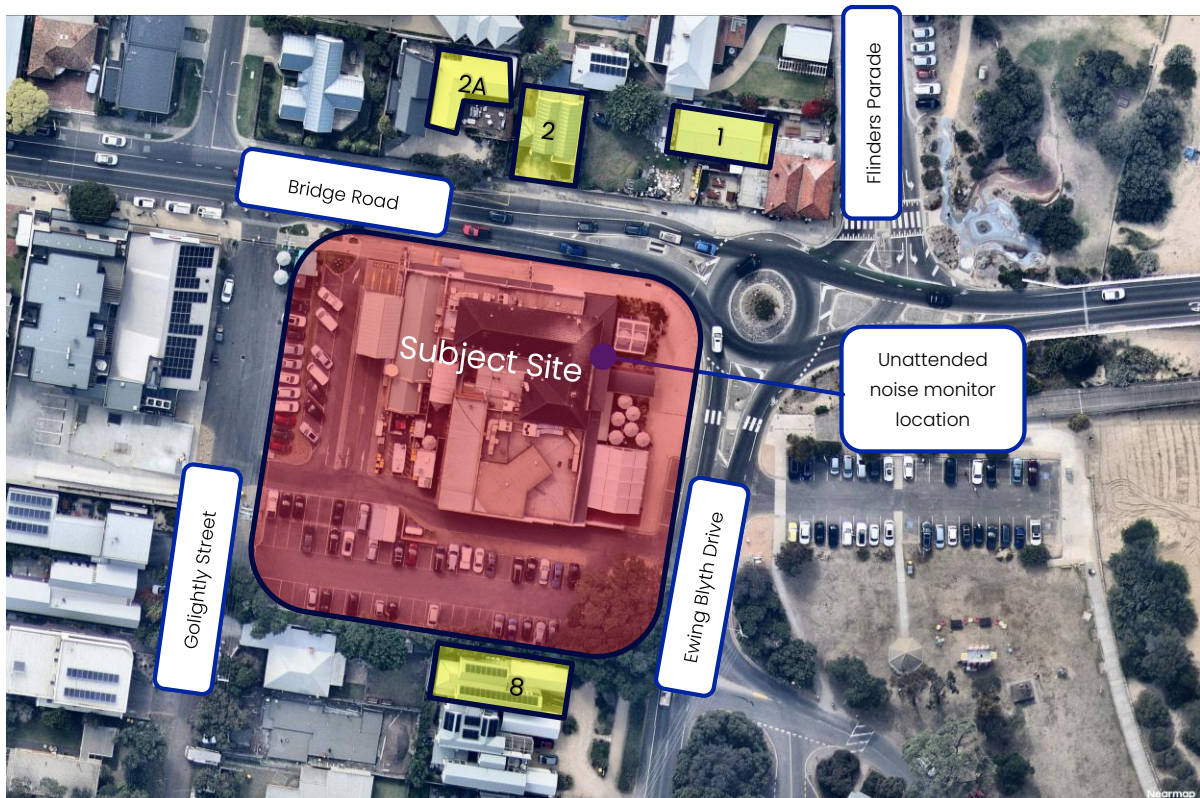 2A
2
1
Flinders Parade
Bridge Road
Subject Site
Unattended
noise monitor
location
Golightly Street
Ewing Blyth Drive
8
Nearmap